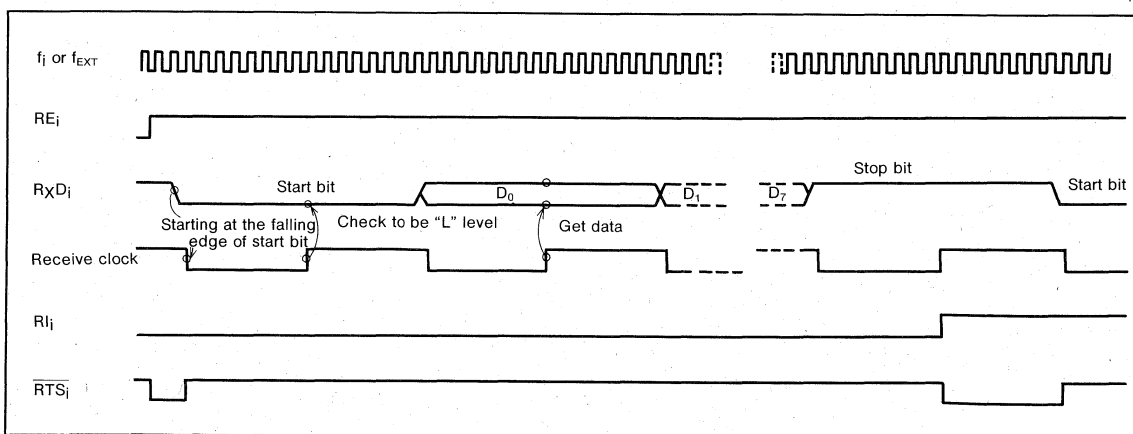 fi or fEXT
REi
RXDi
Start bit
D0
D1
D7
Stop bit
Start bit
Starting at the falling
edge of start bit
Check to be "L" level
Get data
Receive clock
RIi
RTSi